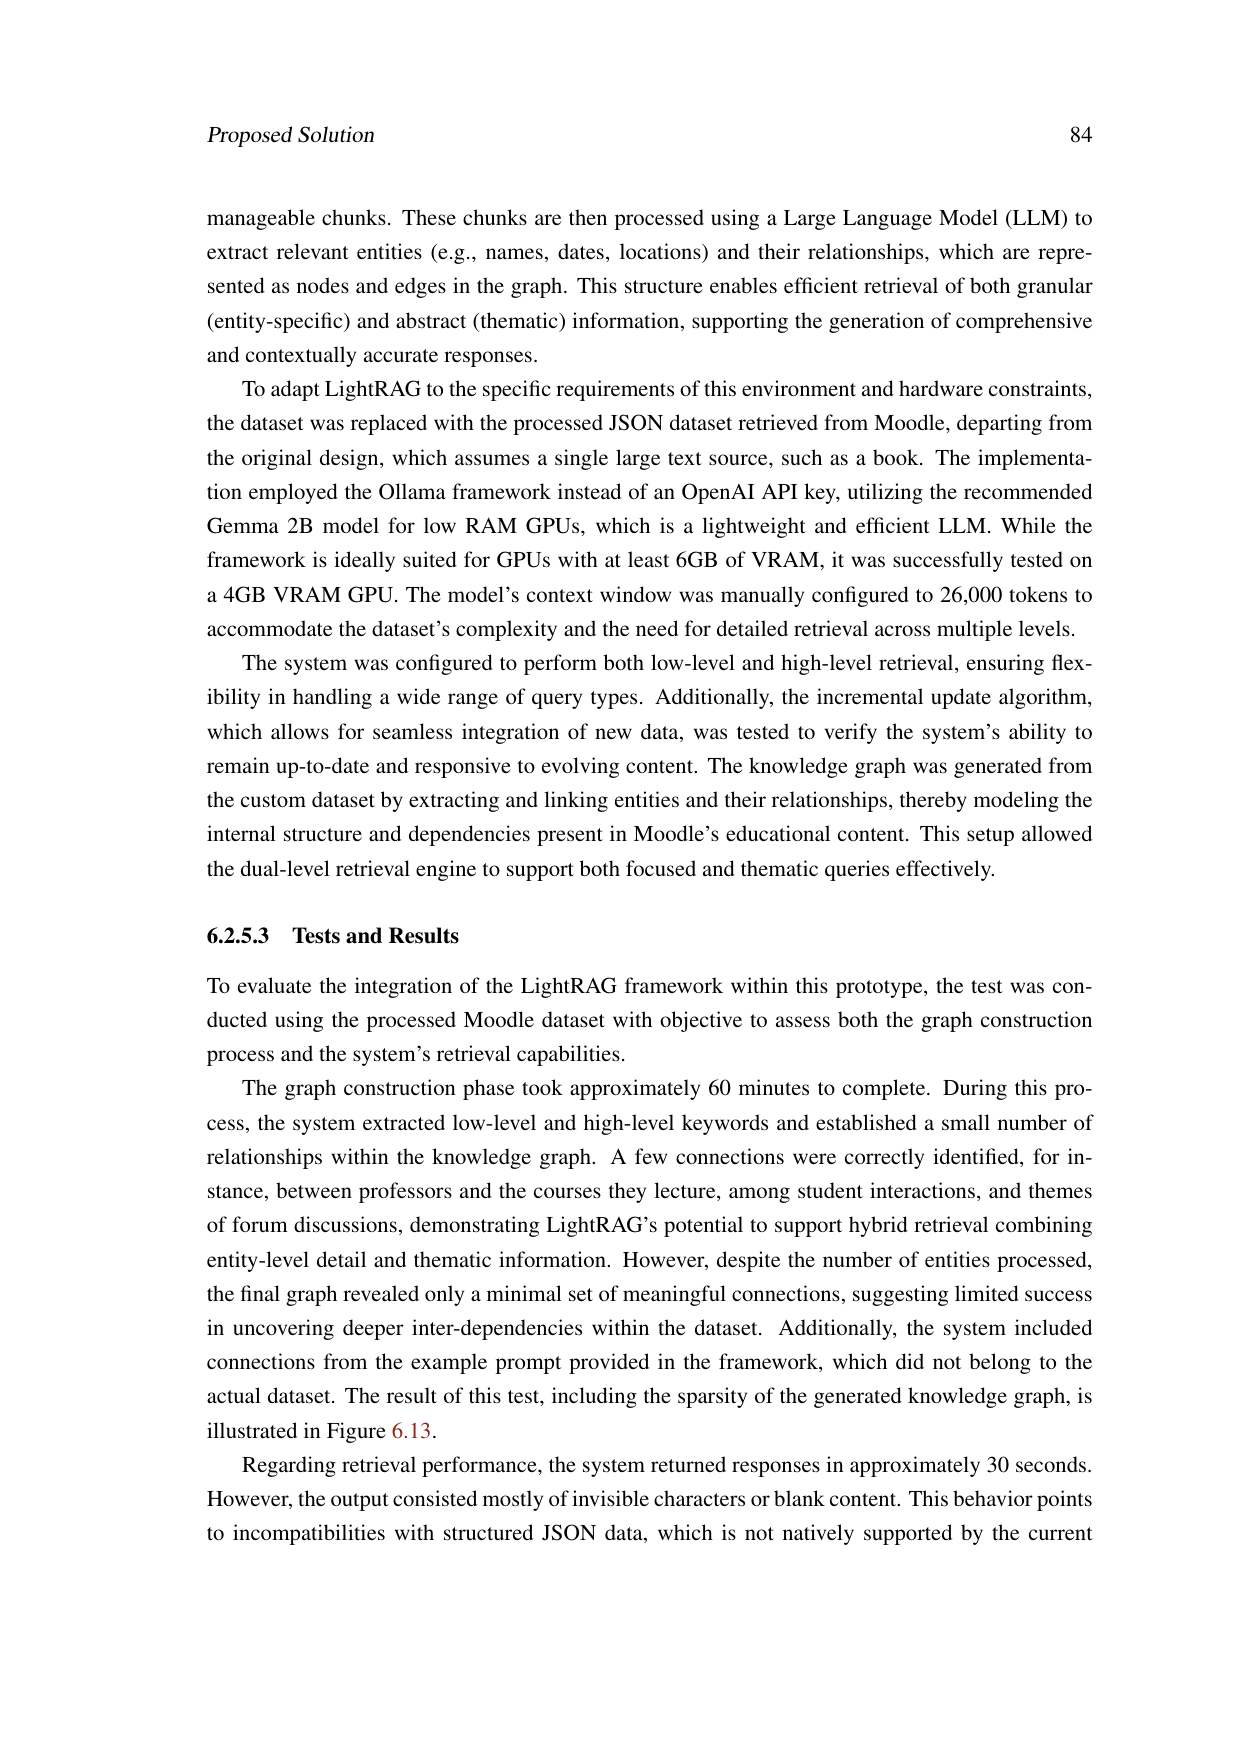 Proposed Solution 84
manageable chunks. These chunks are then processed using a Large Language Model (LLM) to
extract relevant entities (e.g., names, dates, locations) and their relationships, which are repre-
sented as nodes and edges in the graph. This structure enables efficient retrieval of both granular
(entity-specific) and abstract (thematic) information, supporting the generation of comprehensive
and contextually accurate responses.
To adapt LightRAG to the specific requirements of this environment and hardware constraints,
the dataset was replaced with the processed JSON dataset retrieved from Moodle, departing from
the original design, which assumes a single large text source, such as a book. The implementa-
tion employed the Ollama framework instead of an OpenAI API key, utilizing the recommended
Gemma 2B model for low RAM GPUs, which is a lightweight and efficient LLM. While the
framework is ideally suited for GPUs with at least 6GB of VRAM, it was successfully tested on
a 4GB VRAM GPU. The model's context window was manually configured to 26,000 tokens to
accommodate the dataset's complexity and the need for detailed retrieval across multiple levels.
The system was configured to perform both low-level and high-level retrieval, ensuring flex-
ibility in handling a wide range of query types. Additionally, the incremental update algorithm,
which allows for seamless integration of new data, was tested to verify the system's ability to
remain up-to-date and responsive to evolving content. The knowledge graph was generated from
the custom dataset by extracting and linking entities and their relationships, thereby modeling the
internal structure and dependencies present in Moodle's educational content. This setup allowed
the dual-level retrieval engine to support both focused and thematic queries effectively.
6.2.5.3 Tests and Results
To evaluate the integration of the LightRAG framework within this prototype, the test was con-
ducted using the processed Moodle dataset with objective to assess both the graph construction
process and the system's retrieval capabilities.
The graph construction phase took approximately 60 minutes to complete. During this pro-
cess, the system extracted low-level and high-level keywords and established a small number of
relationships within the knowledge graph. A few connections were correctly identified, for in-
stance, between professors and the courses they lecture, among student interactions, and themes
of forum discussions, demonstrating LightRAG's potential to support hybrid retrieval combining
entity-level detail and thematic information. However, despite the number of entities processed,
the final graph revealed only a minimal set of meaningful connections, suggesting limited success
in uncovering deeper inter-dependencies within the dataset. Additionally, the system included
connections from the example prompt provided in the framework, which did not belong to the
actual dataset. The result of this test, including the sparsity of the generated knowledge graph, is
illustrated in Figure 6.13.
Regarding retrieval performance, the system returned responses in approximately 30 seconds.
However, the output consisted mostly of invisible characters or blank content. This behavior points
to incompatibilities with structured JSON data, which is not natively supported by the current